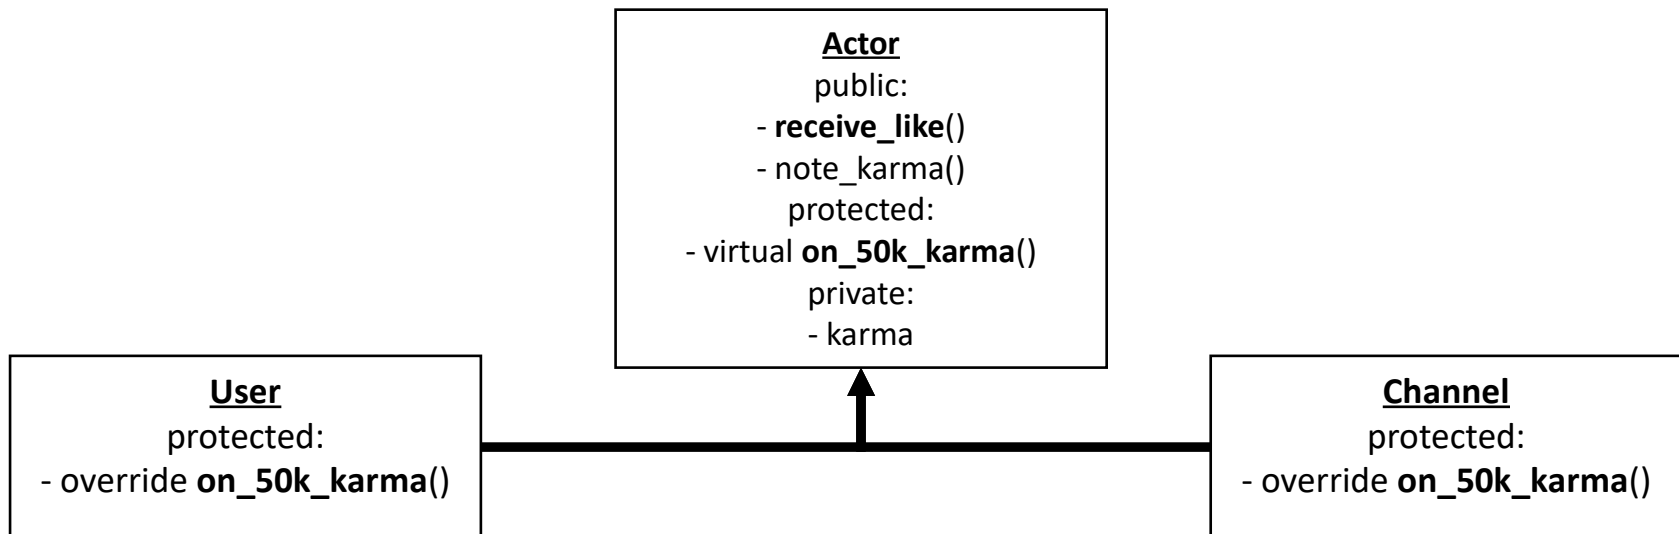 Actor
public:
- receive_like()
- note_karma()
protected:
- virtual on_50k_karma()
private:
- karma
User
protected:
- override on_50k_karma()
Channel
protected:
- override on_50k_karma()